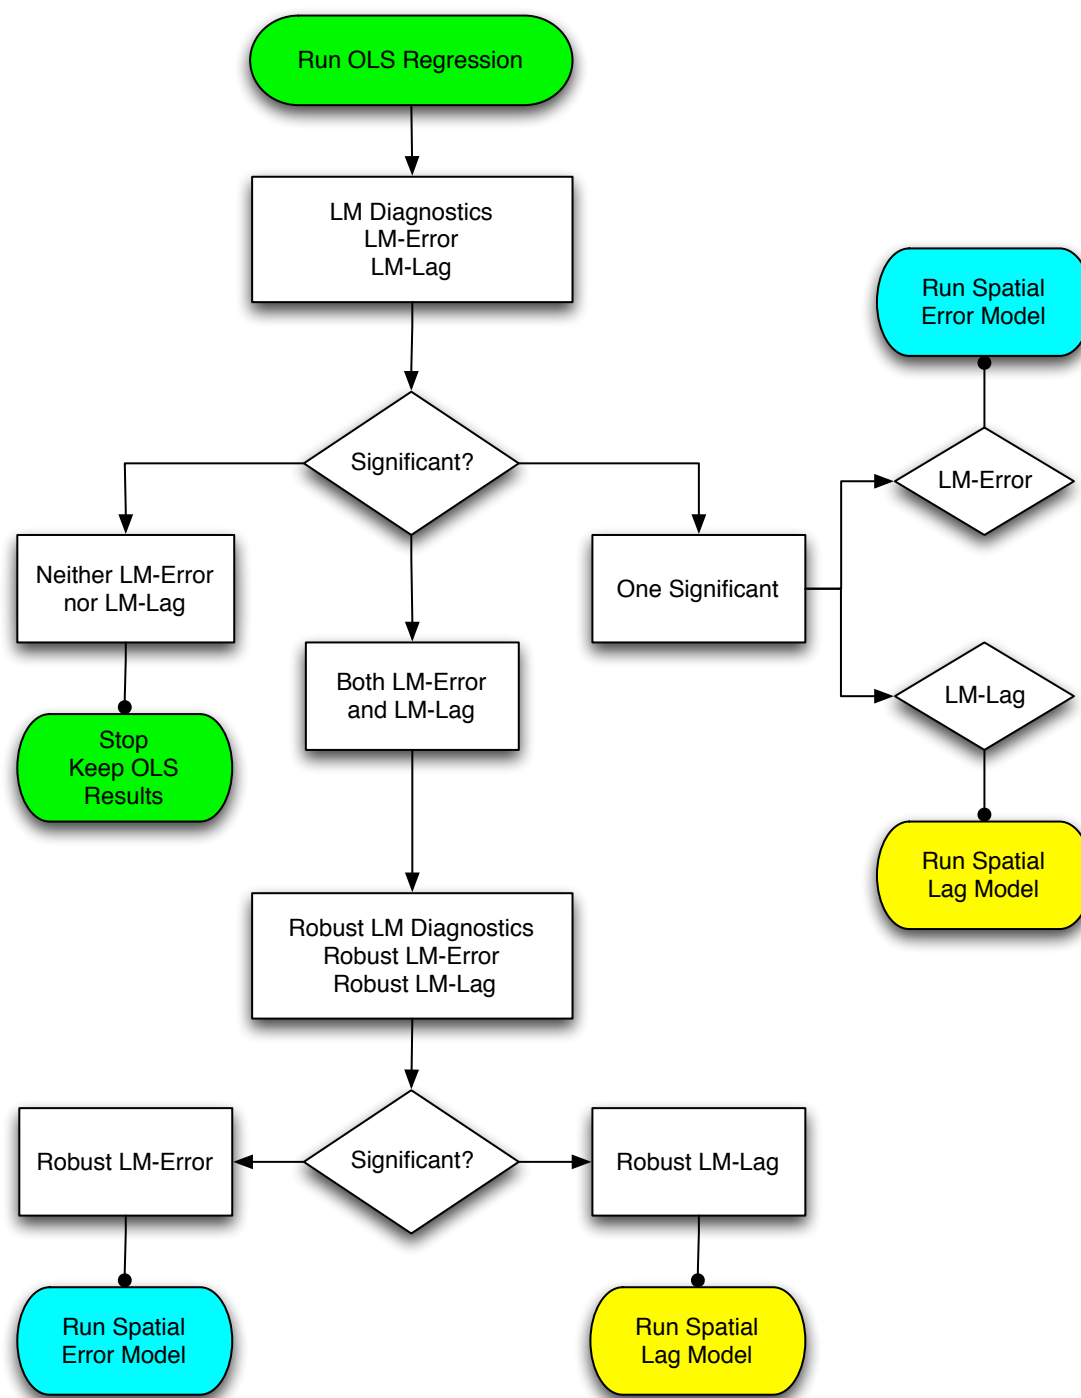 Run OLS Regression
LM Diagnostics
LM-Error
LM-Lag
Run Spatial
Error Model
Significant?
LM-Error
Neither LM-Error
nor LM-Lag
One Significant
Both LM-Error
and LM-Lag
LM-Lag
Stop
Keep OLS
Results
Run Spatial
Lag Model
Robust LM Diagnostics
Robust LM-Error
Robust LM-Lag
Robust LM-Error
Significant?
Robust LM-Lag
Run Spatial
Error Model
Run Spatial
Lag Model